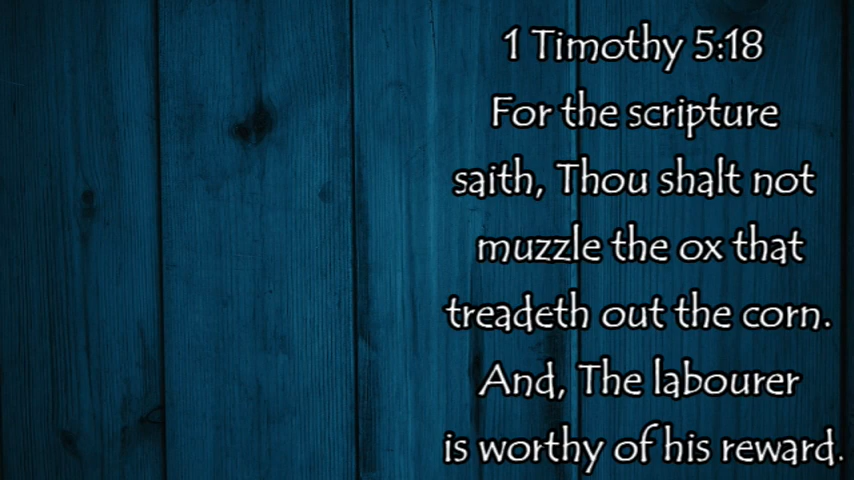 1 Timothy 5:18
For the scripture
saith, Thou shalt not
muzzle the ox that
treadeth out the corn.
And, The labourer
is worthy of his reward.